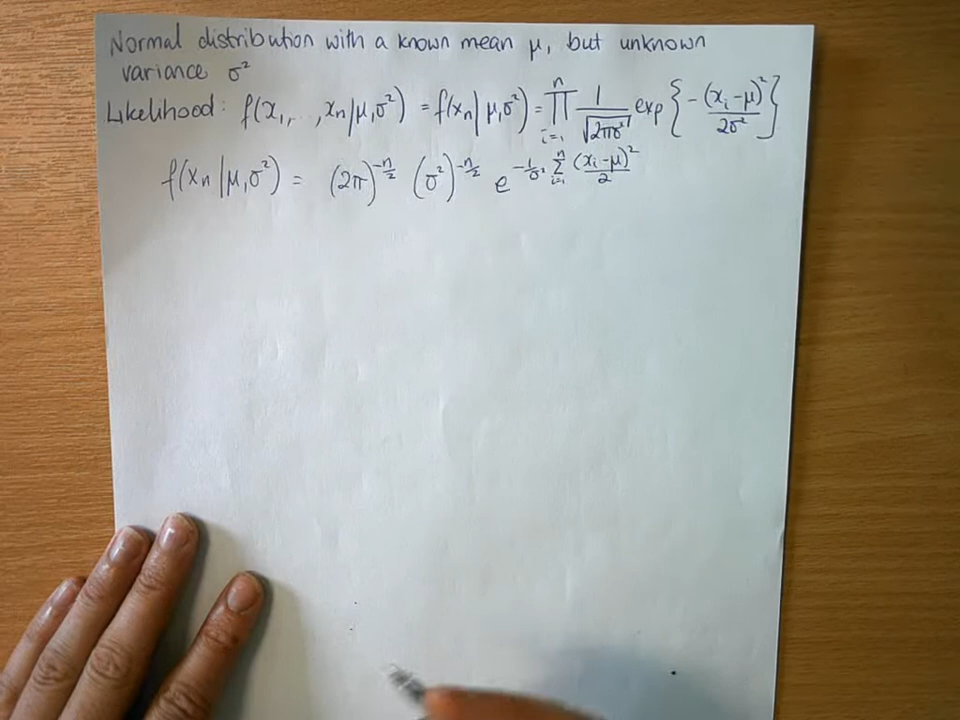 Normal distribution with a known mean μ, but unknown
variance σ²
Likelihood: f(x₁,...,xₙ|μ,σ²) = f(xₙ|μ,σ²) = ∏ᵢ₌₁ⁿ 1/√(2πσ²) exp{-(xᵢ-μ)²/2σ²}
f(xₙ|μ,σ²) = (2π)^(-n/2) (σ²)^(-n/2) e^(-1/σ² ∑ᵢ₌₁ⁿ (xᵢ-μ)²/2)